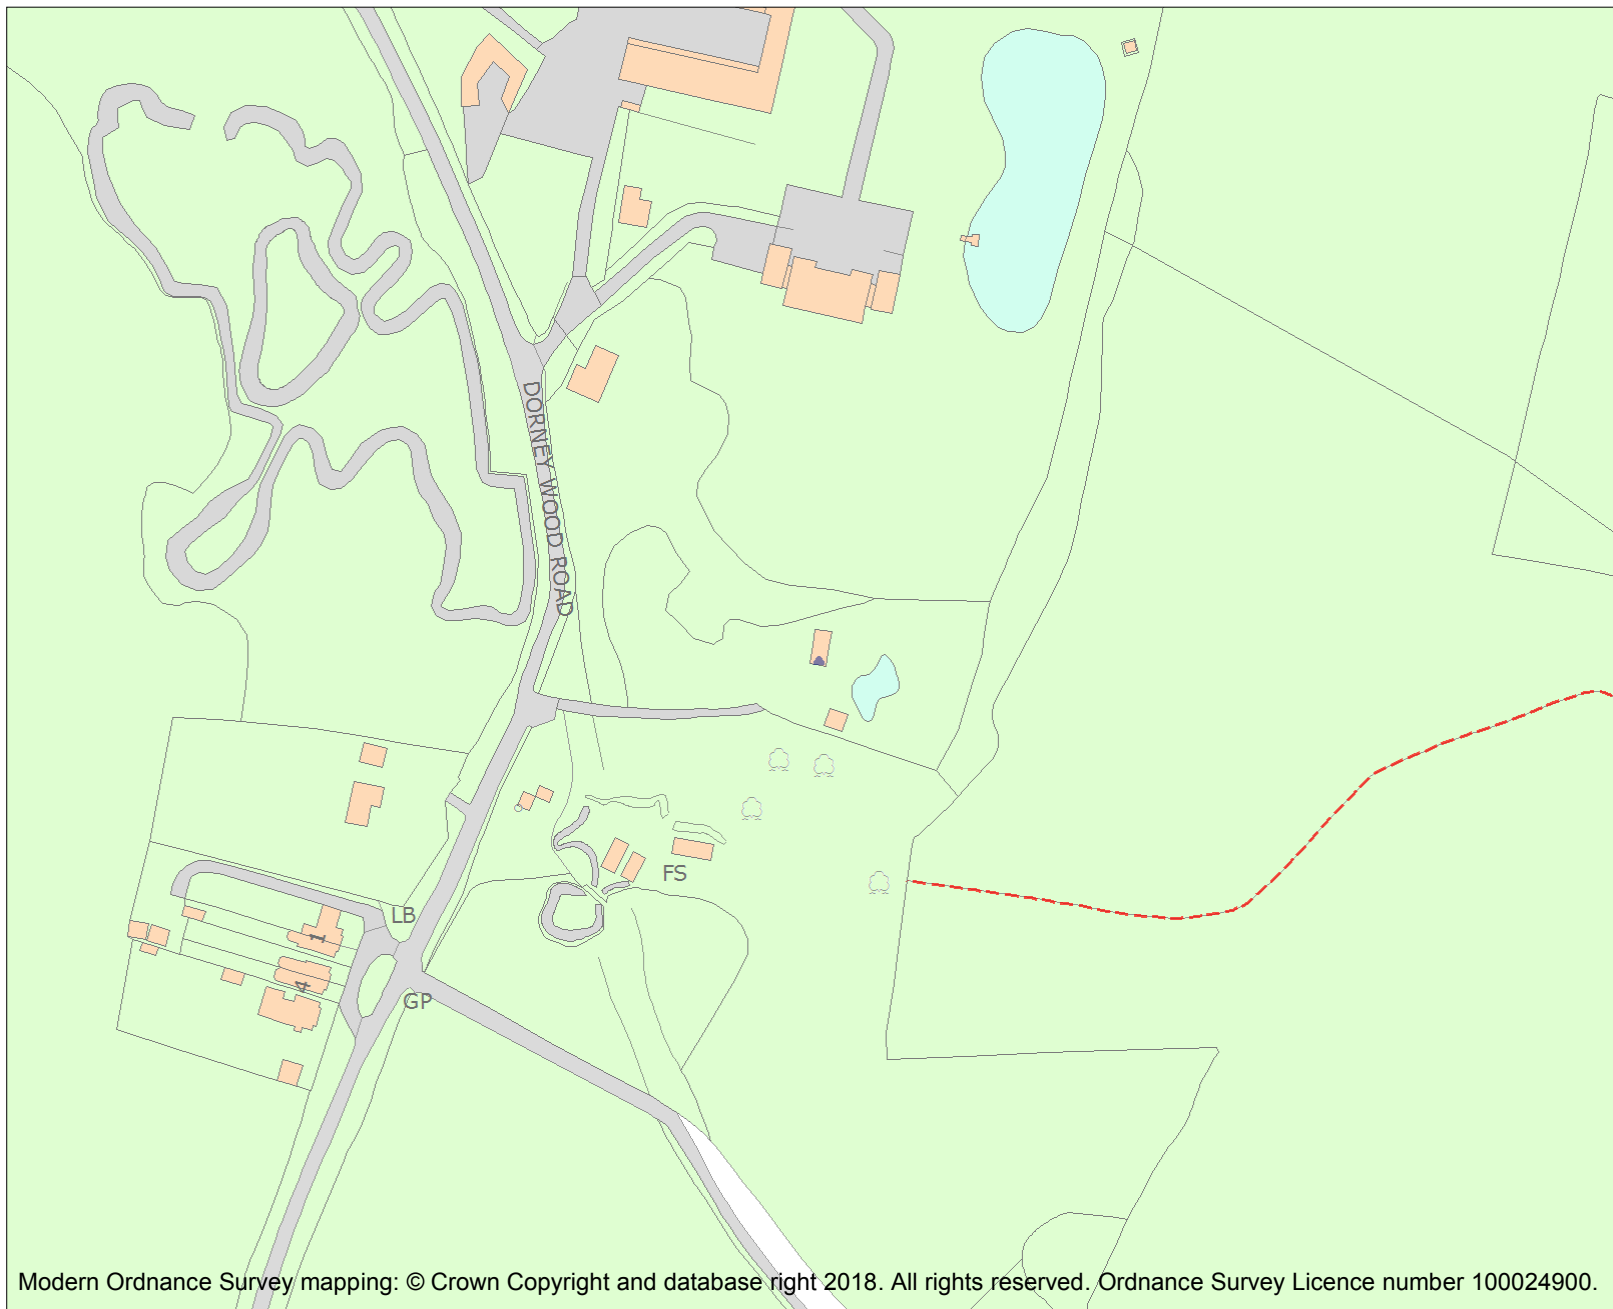 DORNEY WOOD ROAD
FS
LB
1
4
GP
Modern Ordnance Survey mapping: © Crown Copyright and database right 2018. All rights reserved. Ordnance Survey Licence number 100024900.